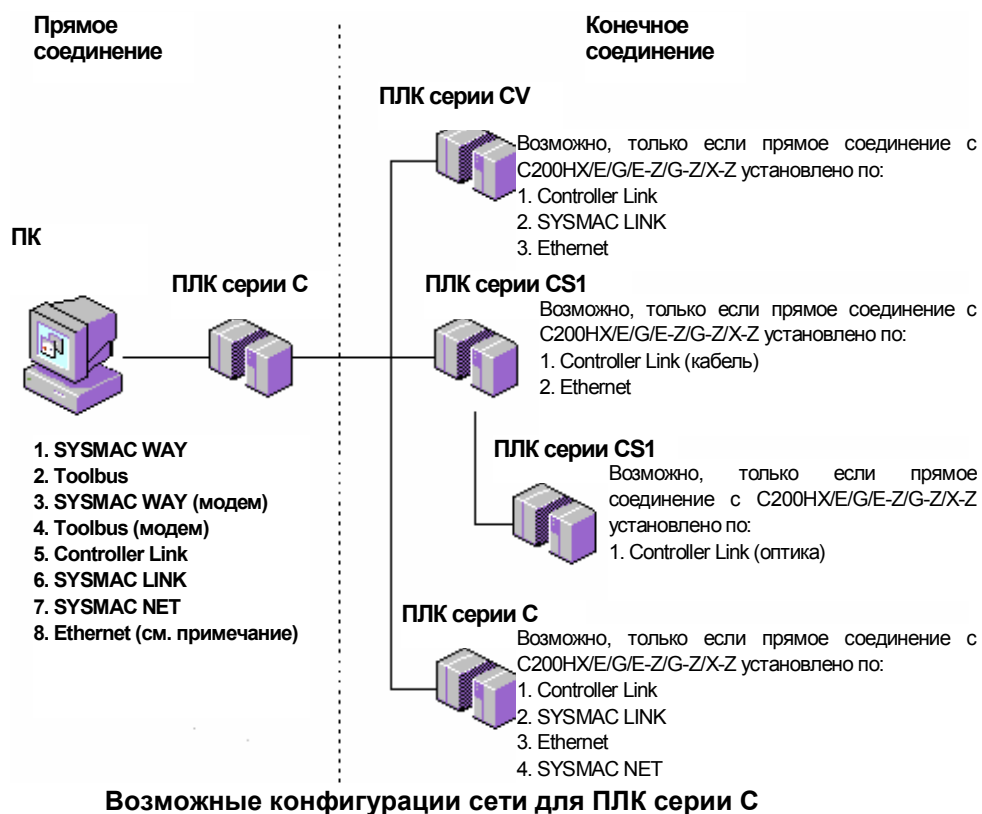 Прямое
соединение
Конечное
соединение
ПЛК серии CV
Возможно, только если прямое соединение с
C200HX/E/G/E-Z/G-Z/X-Z установлено по:
1. Controller Link
2. SYSMAC LINK
3. Ethernet
ПК
ПЛК серии C
ПЛК серии CS1
Возможно, только если прямое соединение с
C200HX/E/G/E-Z/G-Z/X-Z установлено по:
1. Controller Link (кабель)
2. Ethernet
1. SYSMAC WAY
2. Toolbus
3. SYSMAC WAY (модем)
4. Toolbus (модем)
5. Controller Link
6. SYSMAC LINK
7. SYSMAC NET
8. Ethernet (см. примечание)
ПЛК серии CS1
Возможно, только если прямое
соединение с C200HX/E/G/E-Z/G-Z/X-Z
установлено по:
1. Controller Link (оптика)
ПЛК серии C
Возможно, только если прямое соединение с
C200HX/E/G/E-Z/G-Z/X-Z установлено по:
1. Controller Link
2. SYSMAC LINK
3. Ethernet
4. SYSMAC NET
Возможные конфигурации сети для ПЛК серии C